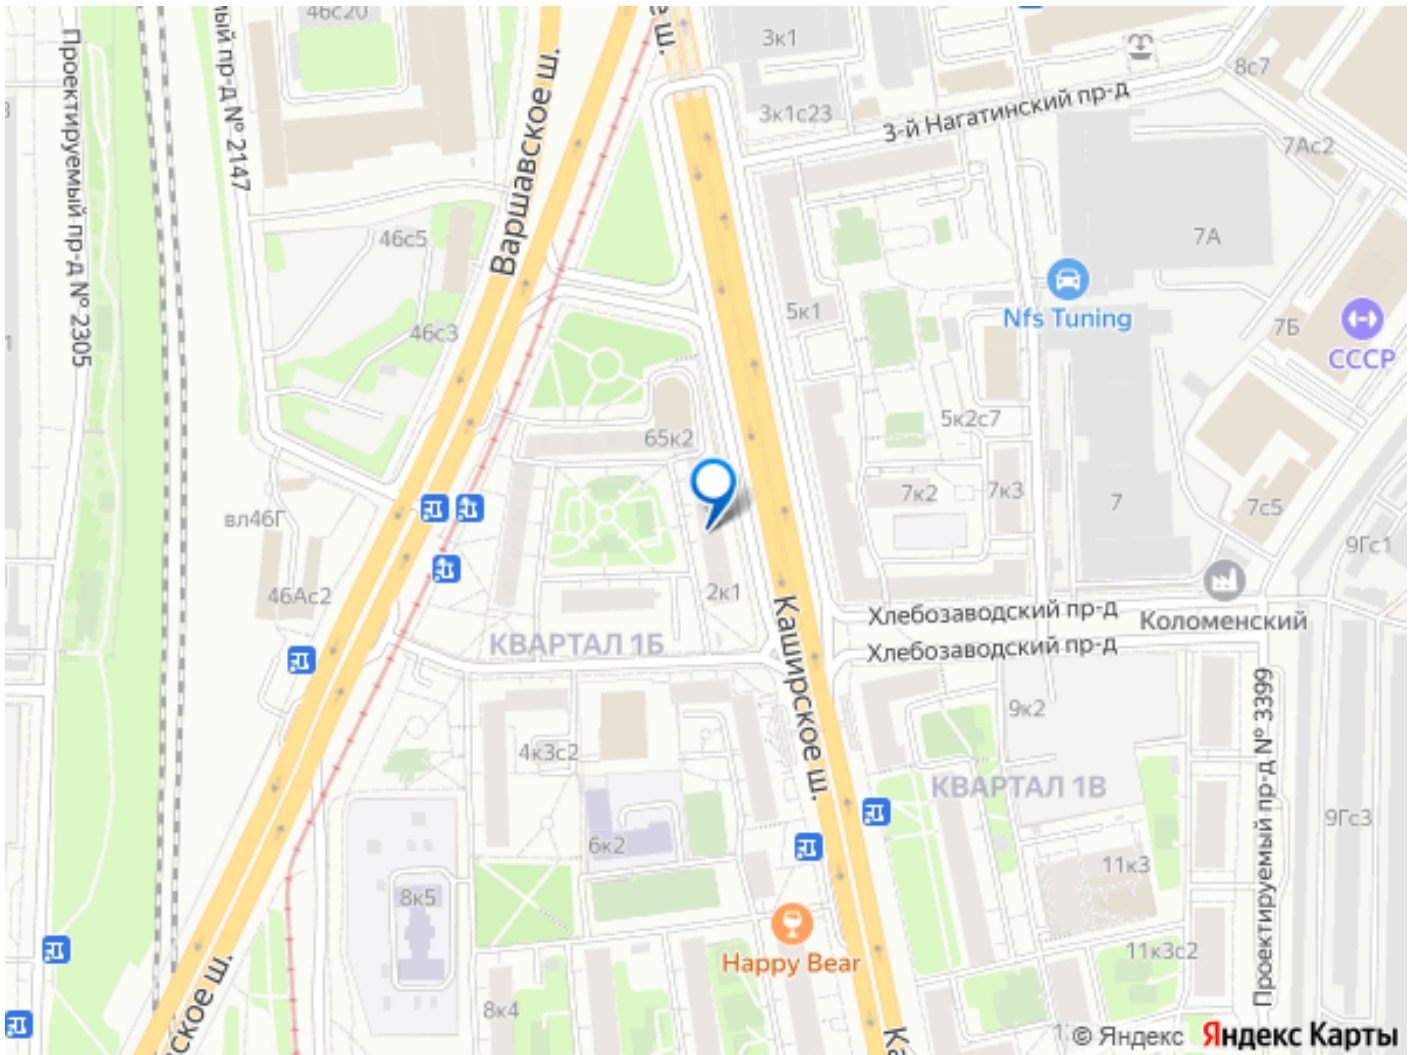 46с20
3к1
3к1с23
8с7
3-й Нагатинский пр-д
7Ас2
Проектируемый пр-д № 2305
пр-д № 2147
Варшавское ш.
46с5
46с3
7А
5к1
Nfs Tuning
7Б
СССР
65к2
5к2с7
7к2
7к3
7
7с5
вл46Г
9Гс1
46Ас2
2к1
Хлебозаводский пр-д
Коломенский
КВАРТАЛ 1Б
Хлебозаводский пр-д
Каширское ш.
9к2
Проектируемый пр-д № 3399
4к3с2
КВАРТАЛ 1В
9Гс3
6к2
11к3
8к5
Happy Bear
11к3с2
8к4
ское ш.
© Яндекс Яндекс Карты